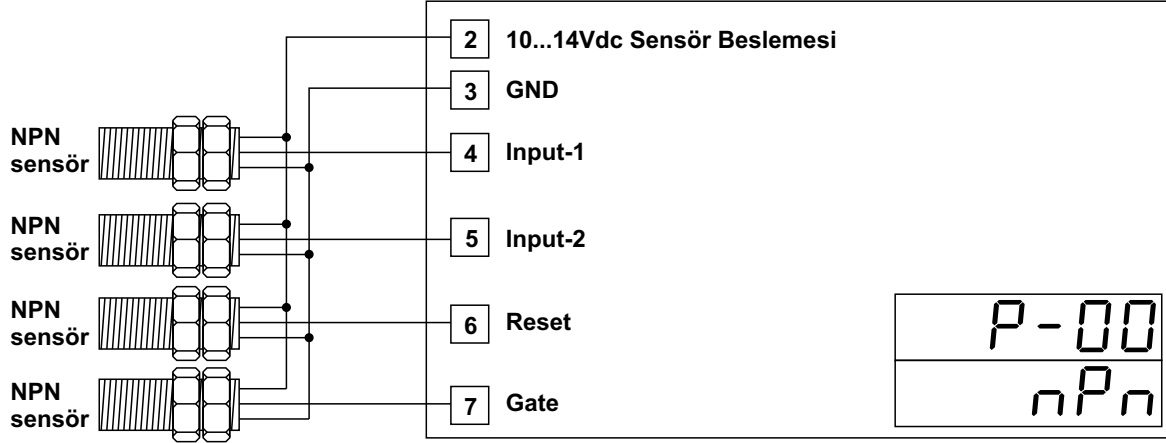 2 10...14Vdc Sensör Beslemesi
3 GND
NPN
sensör
4 Input-1
NPN
sensör
5 Input-2
NPN
sensör
6 Reset
NPN
sensör
7 Gate
P-00
nPn